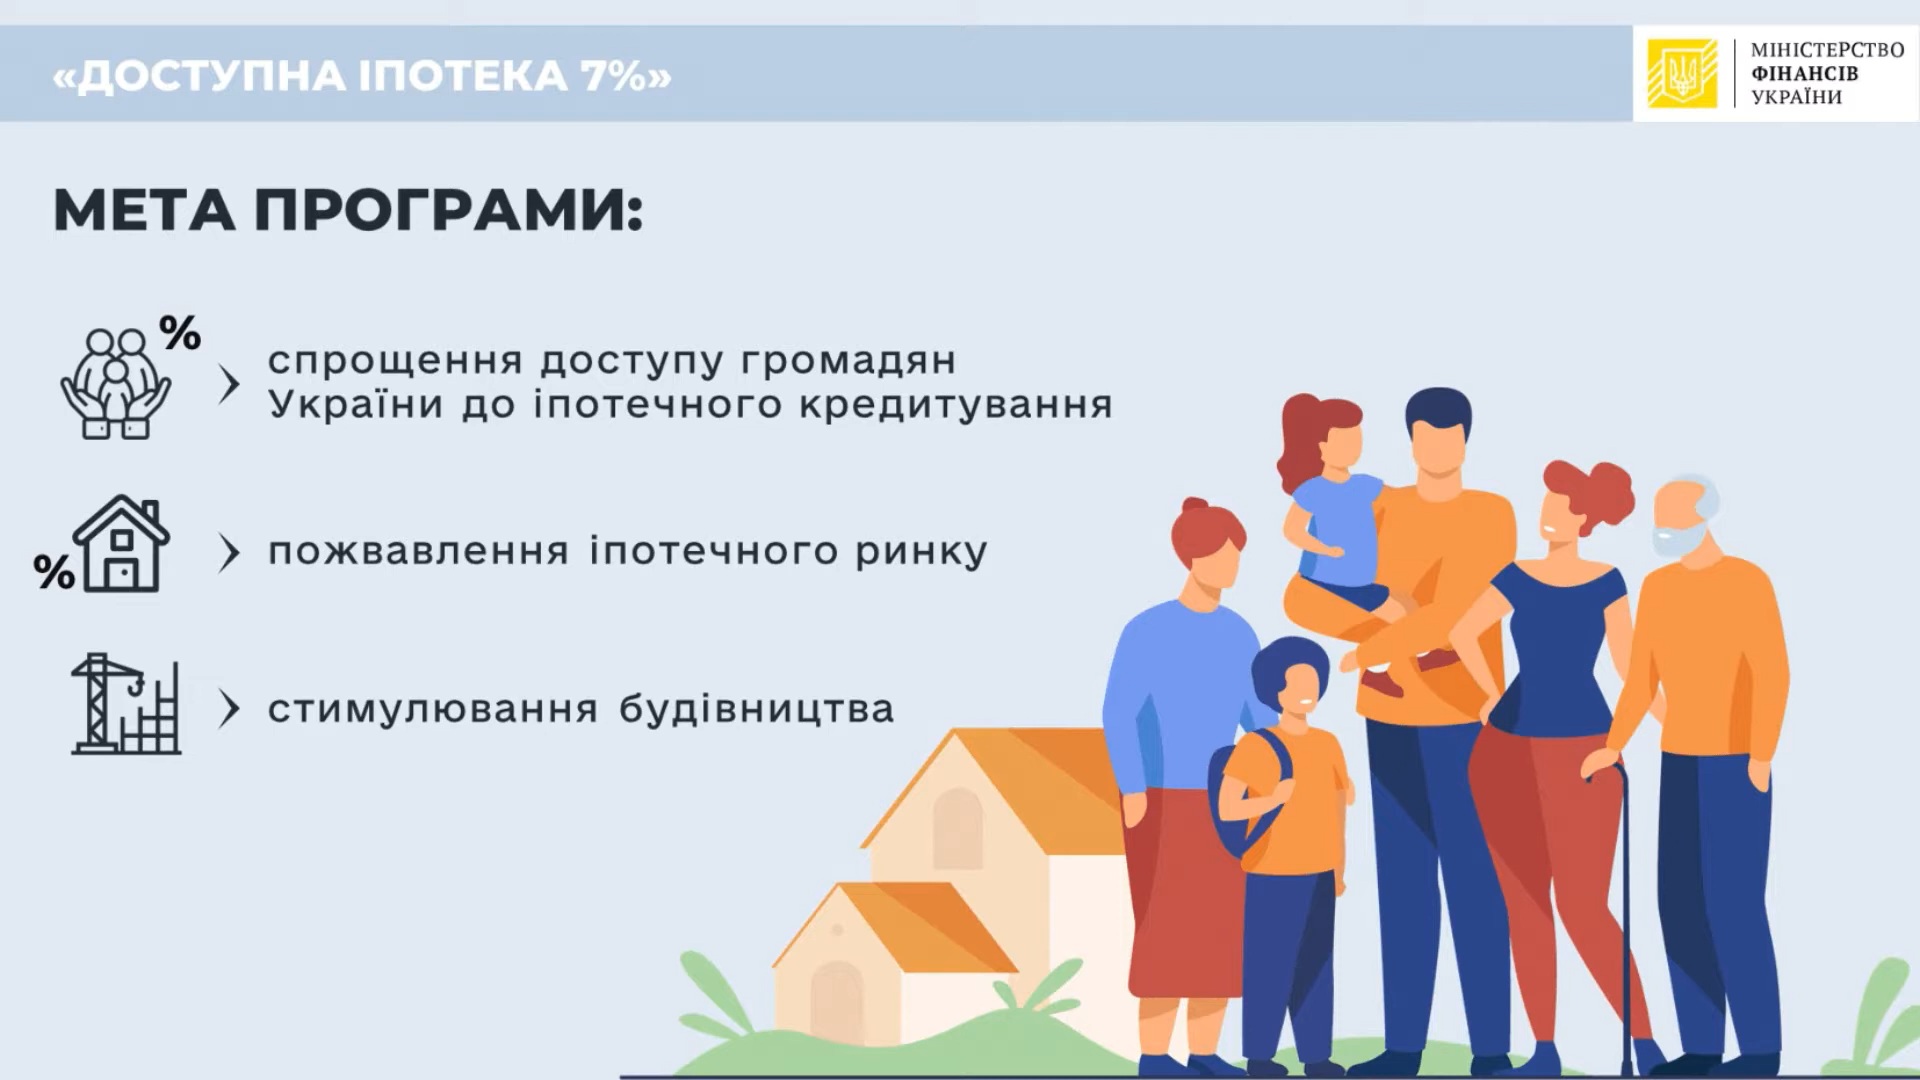 «ДОСТУПНА ІПОТЕКА 7%»
МІНІСТЕРСТВО
ФІНАНСІВ
УКРАЇНИ
МЕТА ПРОГРАМИ:
%
спрощення доступу громадян
України до іпотечного кредитування
%
пожвавлення іпотечного ринку
стимулювання будівництва